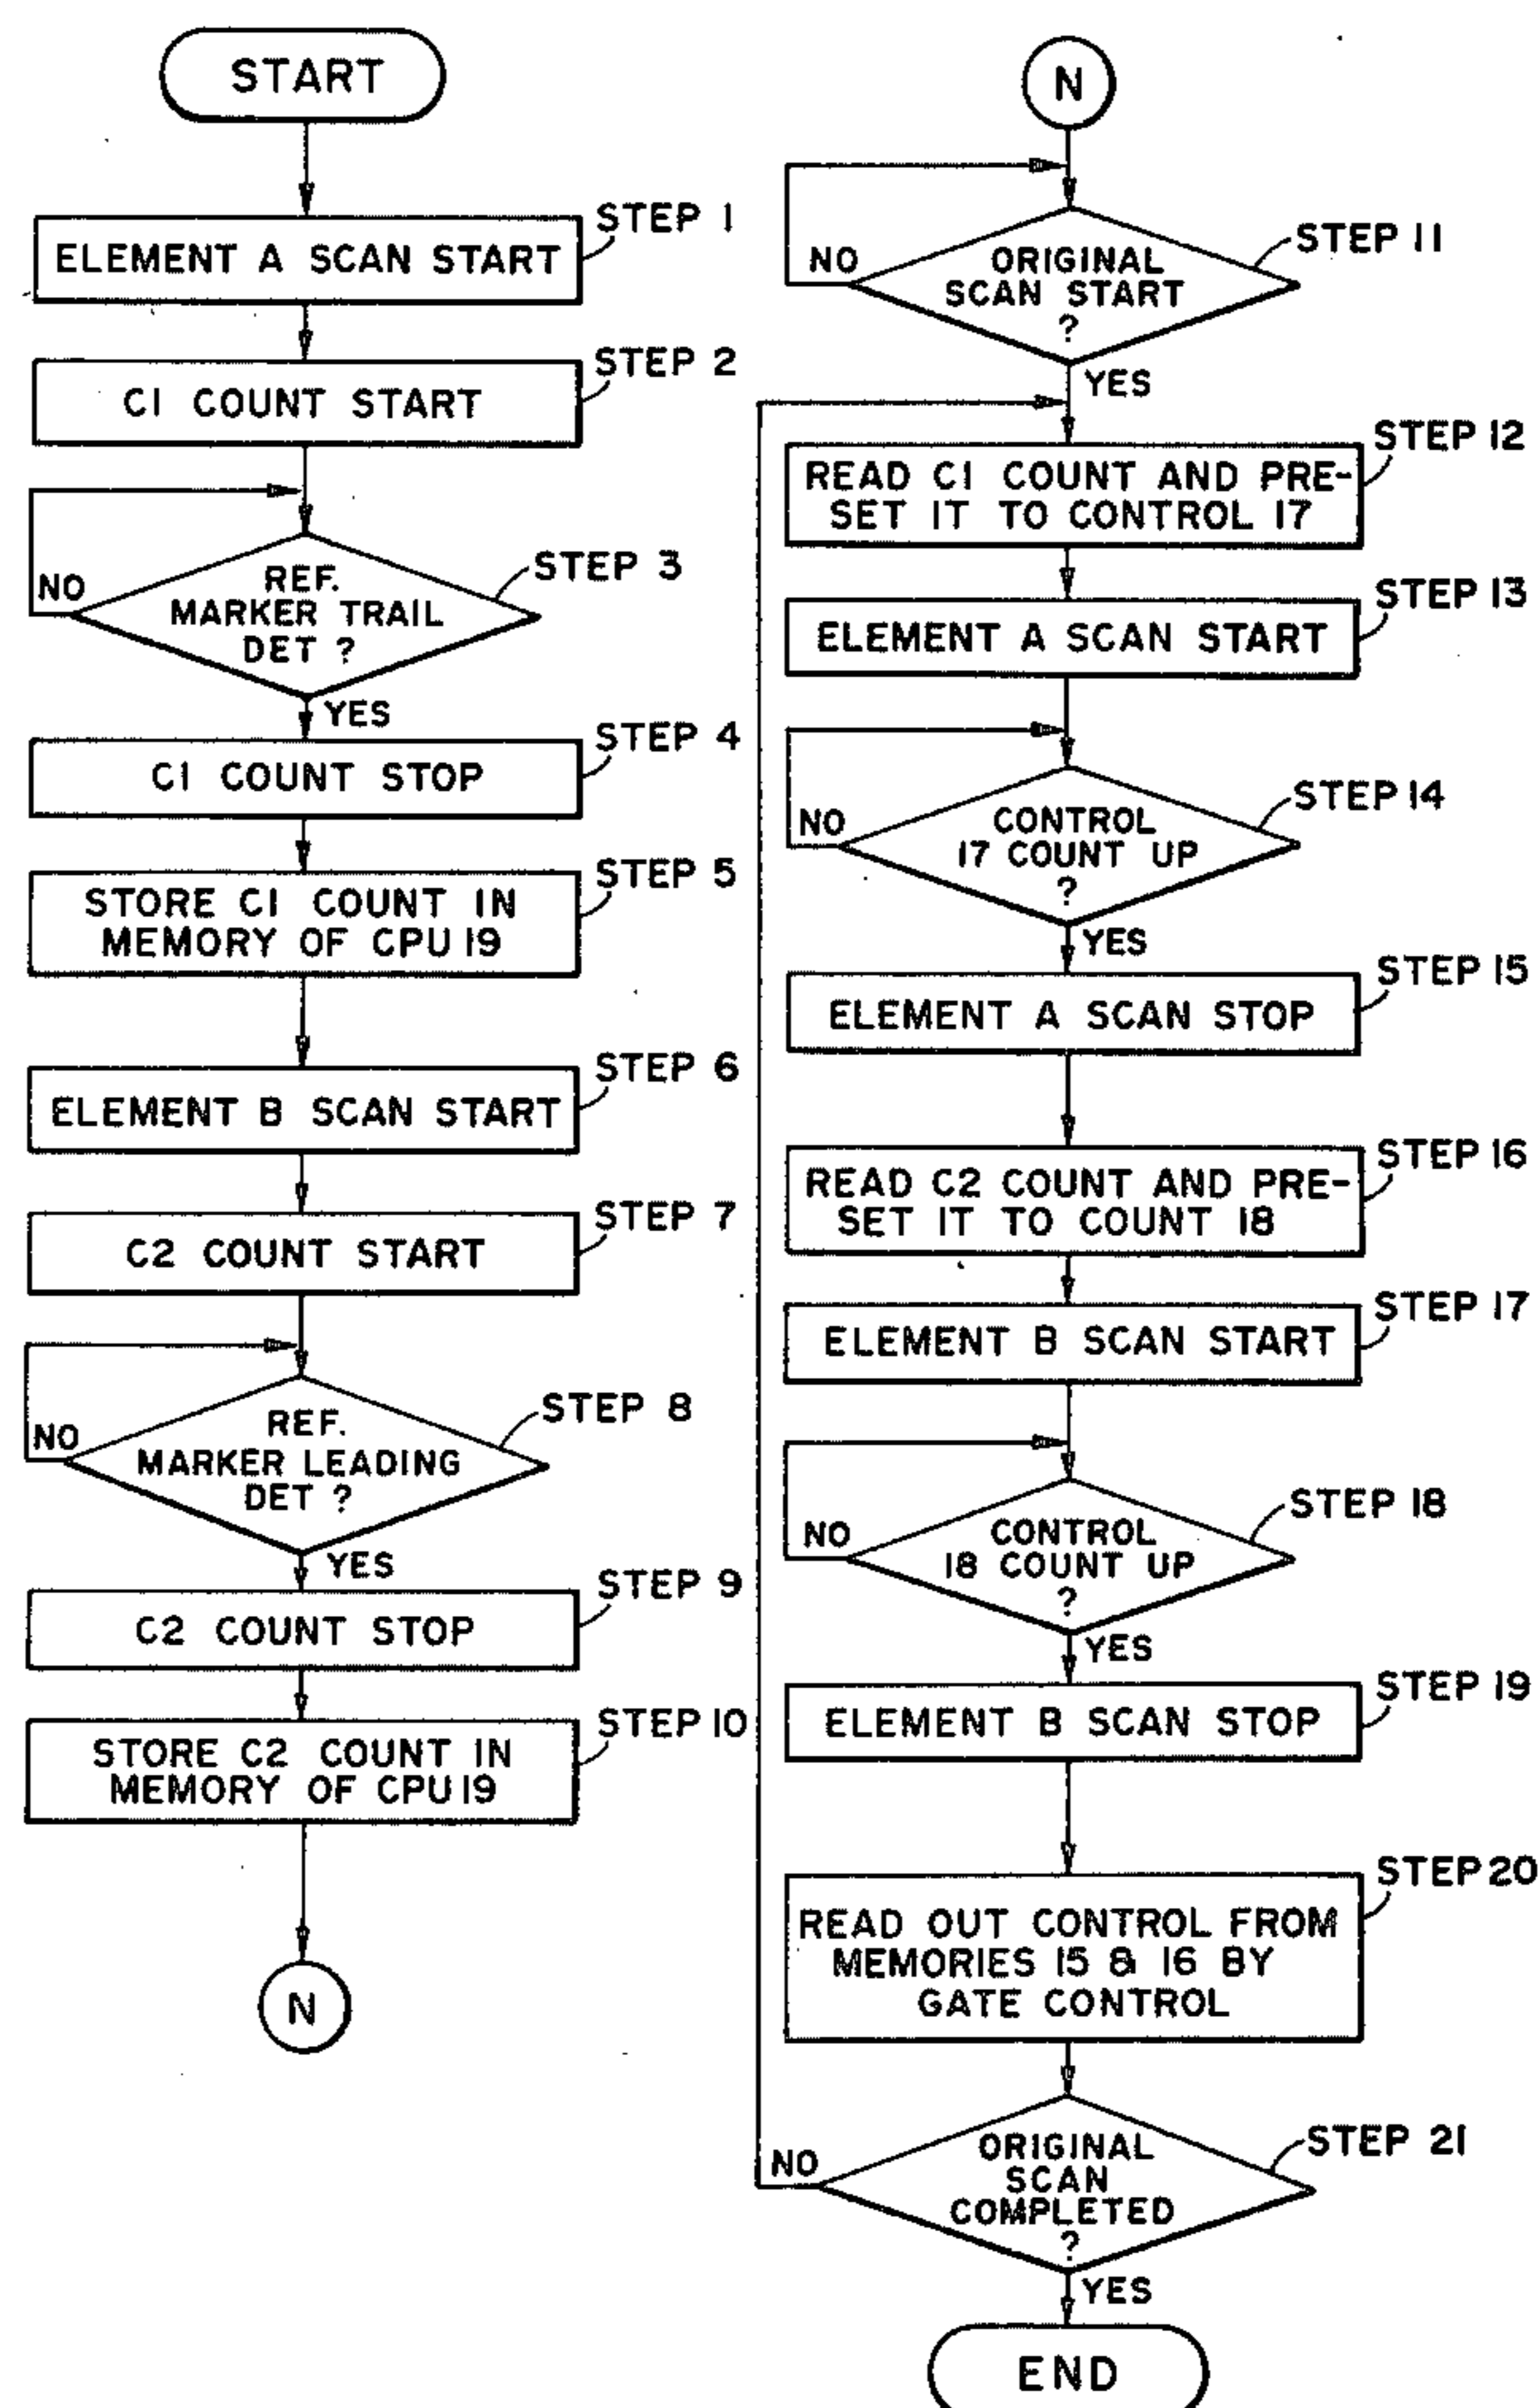 START
STEP 1
ELEMENT A SCAN START
STEP 2
C1 COUNT START
STEP 3
REF.
MARKER TRAIL
DET ?
NO
YES
STEP 4
C1 COUNT STOP
STEP 5
STORE C1 COUNT IN
MEMORY OF CPU 19
STEP 6
ELEMENT B SCAN START
STEP 7
C2 COUNT START
STEP 8
REF.
MARKER LEADING
DET ?
NO
YES
STEP 9
C2 COUNT STOP
STEP 10
STORE C2 COUNT IN
MEMORY OF CPU 19
N
N
STEP 11
ORIGINAL
SCAN START
?
NO
YES
STEP 12
READ C1 COUNT AND PRE-
SET IT TO CONTROL 17
STEP 13
ELEMENT A SCAN START
STEP 14
CONTROL
17 COUNT UP
?
NO
YES
STEP 15
ELEMENT A SCAN STOP
STEP 16
READ C2 COUNT AND PRE-
SET IT TO COUNT 18
STEP 17
ELEMENT B SCAN START
STEP 18
CONTROL
18 COUNT UP
?
NO
YES
STEP 19
ELEMENT B SCAN STOP
STEP 20
READ OUT CONTROL FROM
MEMORIES 15 & 16 BY
GATE CONTROL
STEP 21
ORIGINAL
SCAN
COMPLETED
?
NO
YES
END